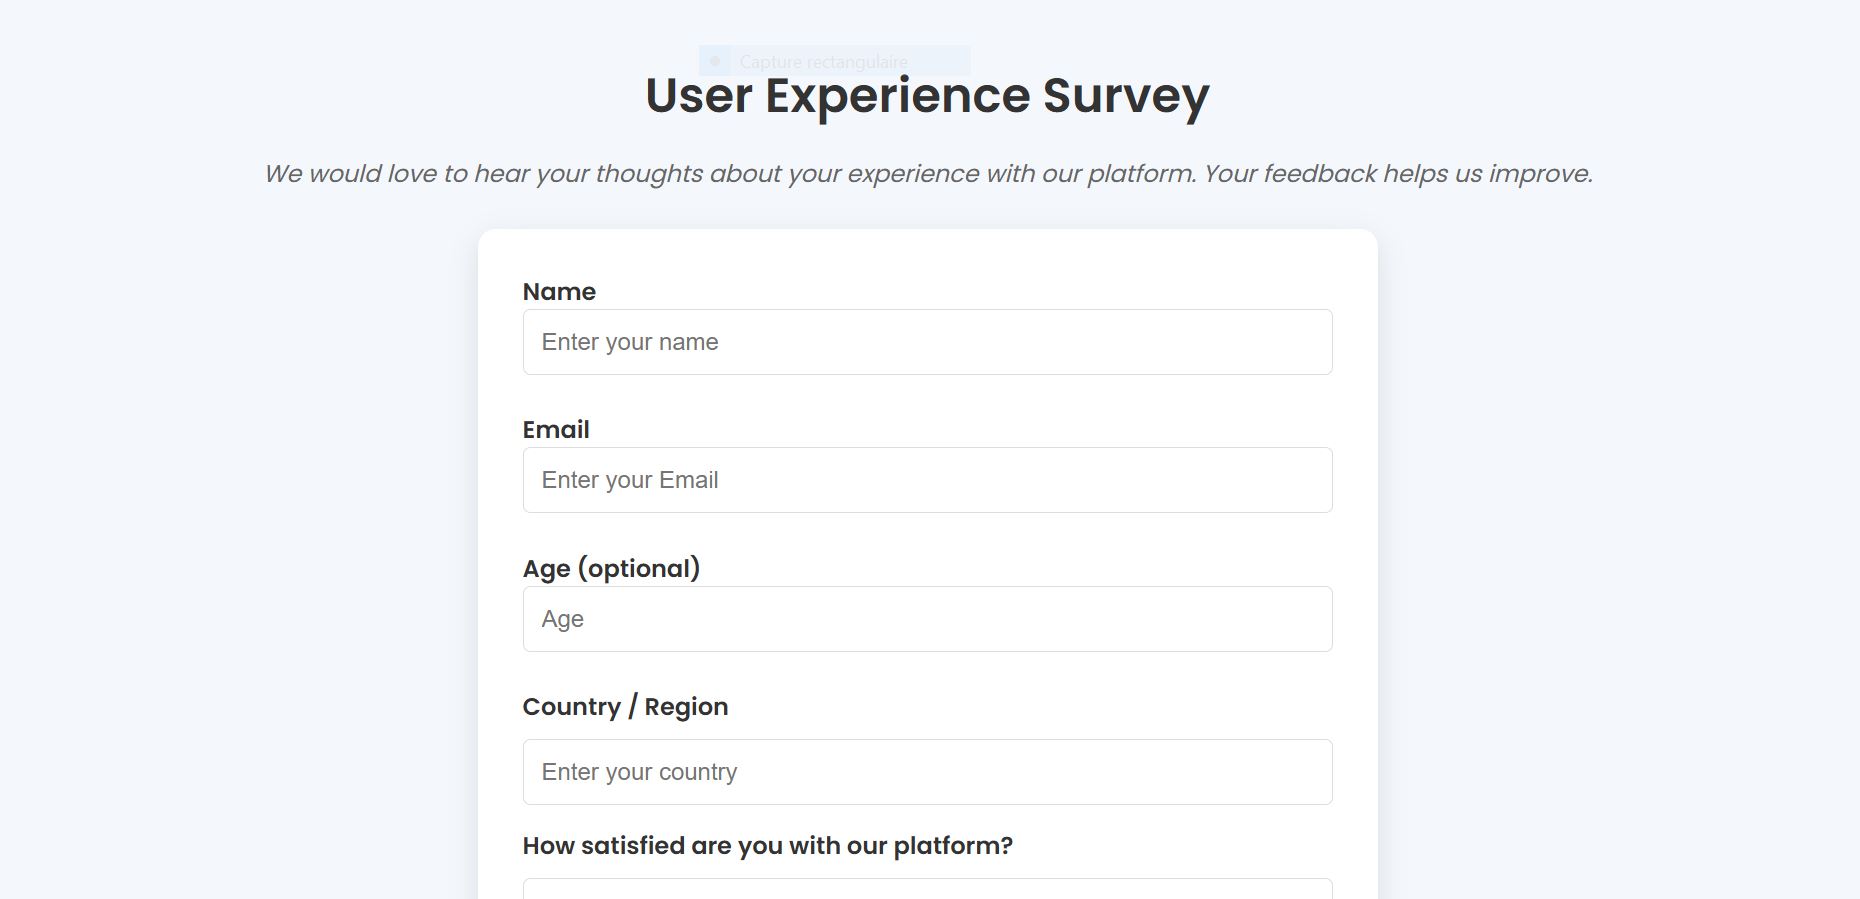 Capture rectangulaire
User Experience Survey
We would love to hear your thoughts about your experience with our platform. Your feedback helps us improve.
Name
Enter your name
Email
Enter your Email
Age (optional)
Age
Country / Region
Enter your country
How satisfied are you with our platform?